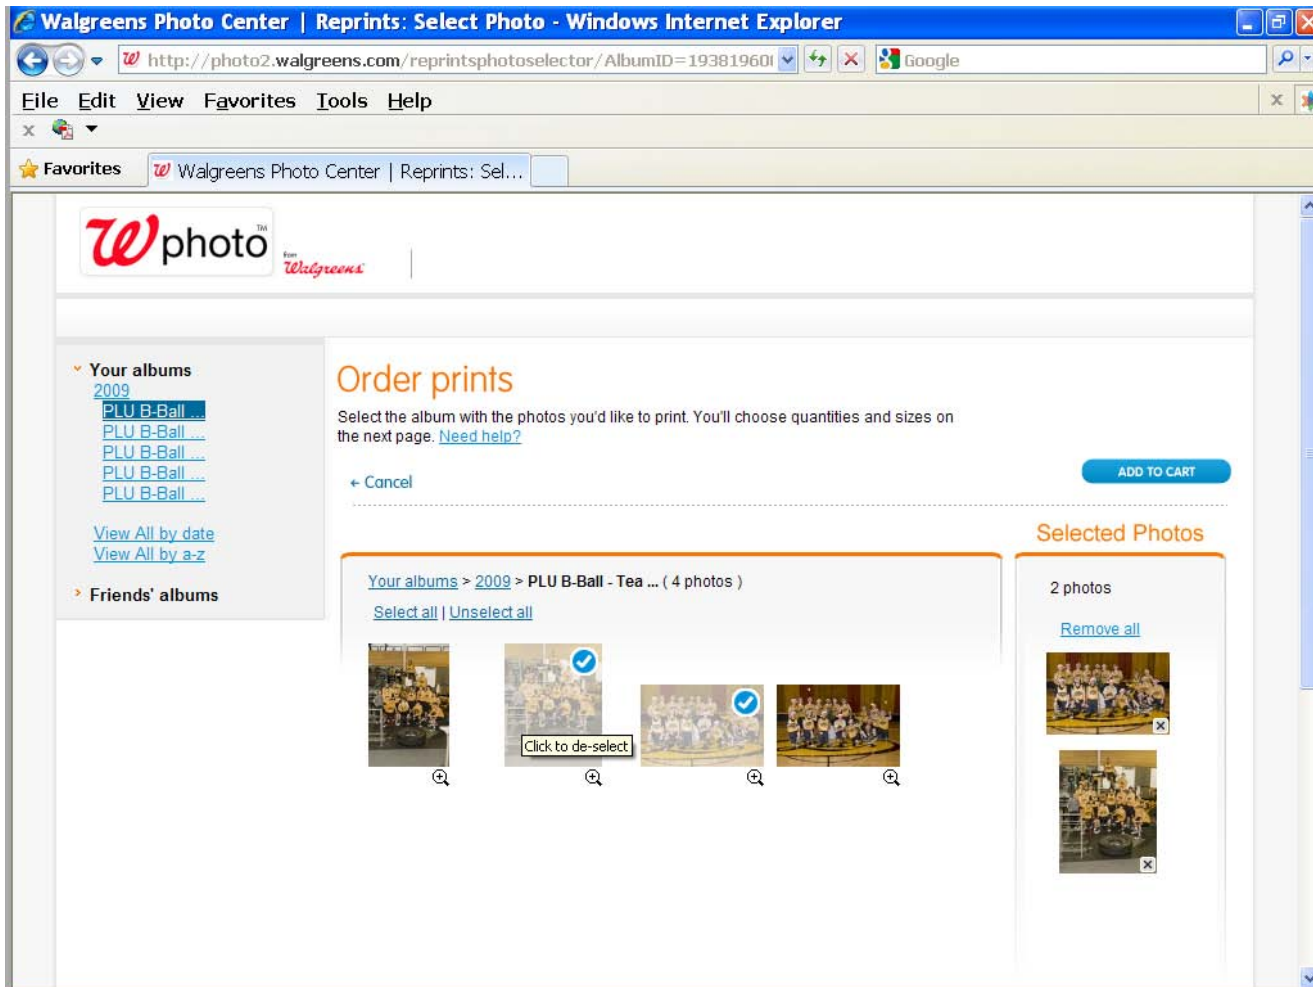 Walgreens Photo Center | Reprints: Select Photo - Windows Internet Explorer
http://photo2.walgreens.com/reprintsphotoselector/AlbumID=19381960
Google
File Edit View Favorites Tools Help
Favorites
Walgreens Photo Center | Reprints: Sel...
W photo™
from Walgreens
Your albums
2009
PLU B-Ball ...
PLU B-Ball ...
PLU B-Ball ...
PLU B-Ball ...
PLU B-Ball ...
View All by date
View All by a-z
Friends' albums
Order prints
Select the album with the photos you'd like to print. You'll choose quantities and sizes on
the next page. Need help?
← Cancel
ADD TO CART
Your albums > 2009 > PLU B-Ball - Tea ... ( 4 photos )
Select all | Unselect all
Click to de-select
Selected Photos
2 photos
Remove all